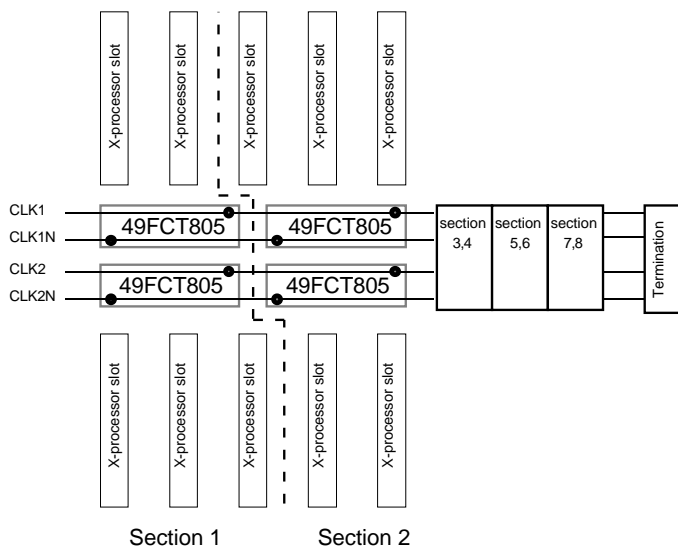 X-processor slot
X-processor slot
X-processor slot
X-processor slot
X-processor slot
CLK1
CLK1N
CLK2
CLK2N
49FCT805
49FCT805
49FCT805
49FCT805
section
3,4
section
5,6
section
7,8
Termination
X-processor slot
X-processor slot
X-processor slot
X-processor slot
X-processor slot
Section 1
Section 2